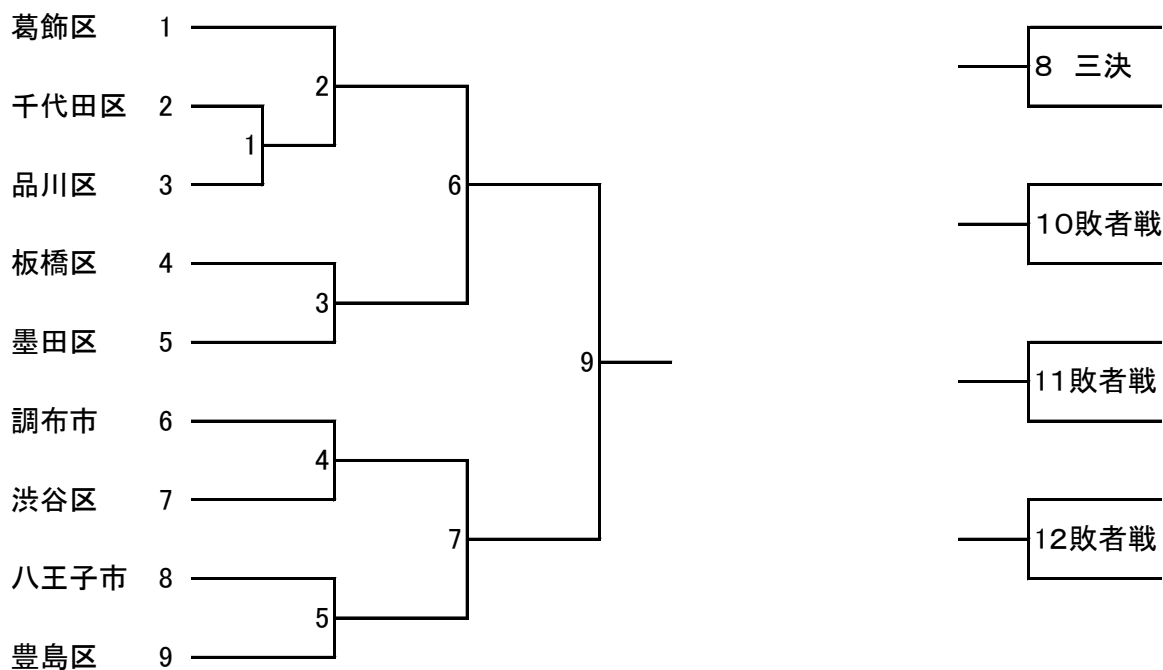 葛飾区 1
8 三決
2
千代田区 2
1
品川区 3
6
10敗者戦
板橋区 4
3
墨田区 5
9
11敗者戦
調布市 6
4
渋谷区 7
7
12敗者戦
八王子市 8
5
豊島区 9